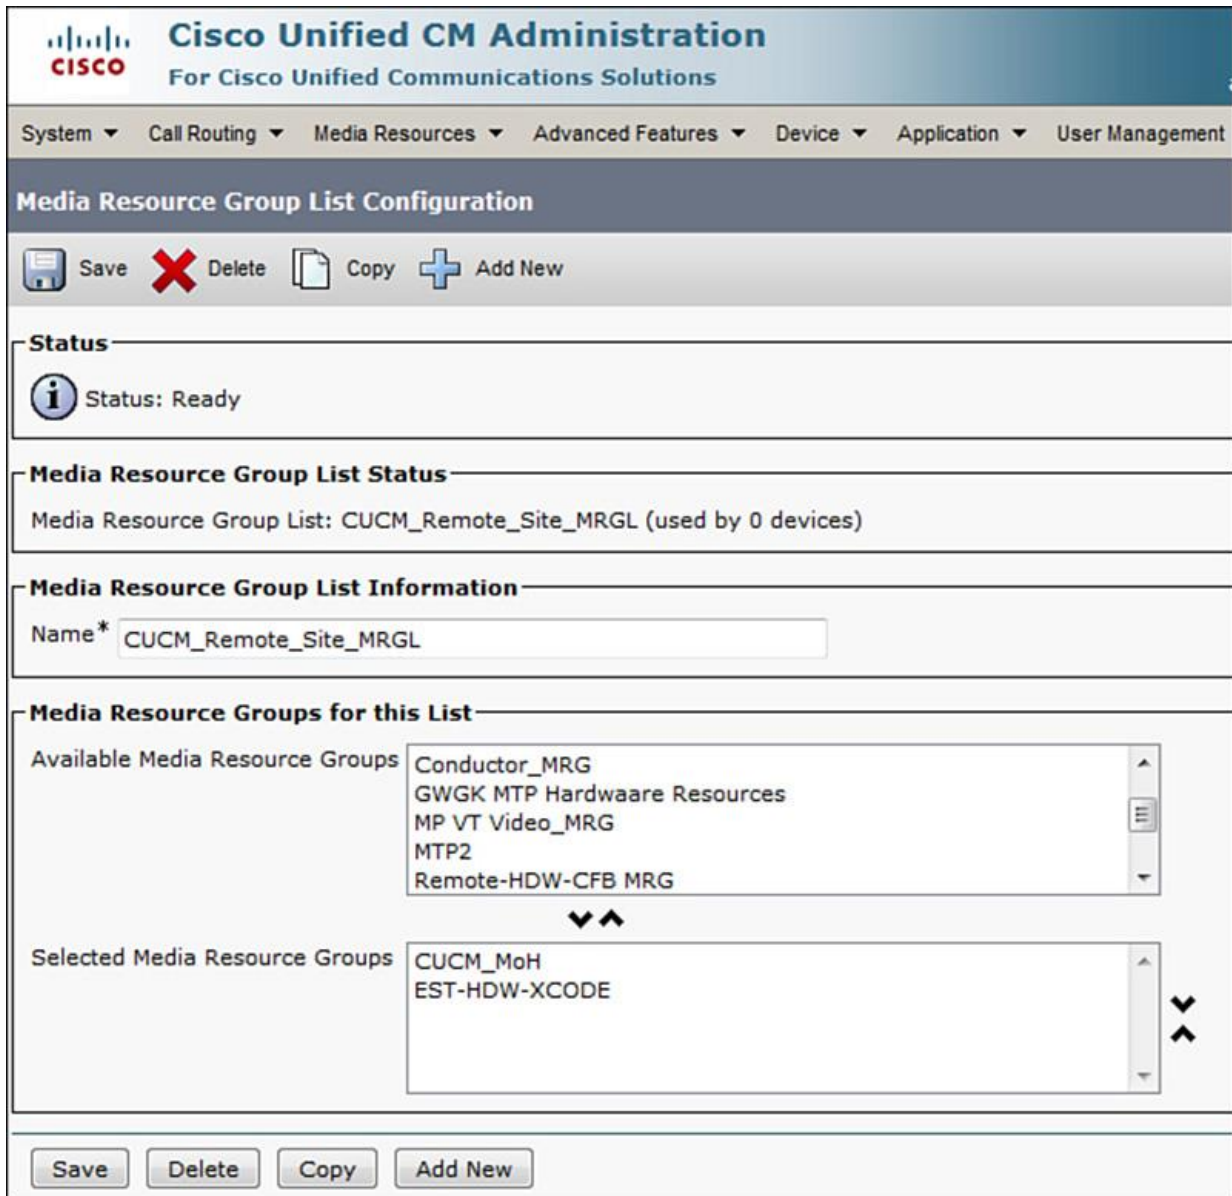 Cisco Unified CM Administration
CISCO
For Cisco Unified Communications Solutions
System Call Routing Media Resources Advanced Features Device Application User Management
Media Resource Group List Configuration
Save Delete Copy Add New
Status
i Status: Ready
Media Resource Group List Status
Media Resource Group List: CUCM_Remote_Site_MRGL (used by 0 devices)
Media Resource Group List Information
Name* CUCM_Remote_Site_MRGL
Media Resource Groups for this List
Available Media Resource Groups Conductor_MRG
GWGK MTP Hardwaare Resources
MP VT Video_MRG
MTP2
Remote-HDW-CFB MRG
Selected Media Resource Groups CUCM_MoH
EST-HDW-XCODE
Save Delete Copy Add New